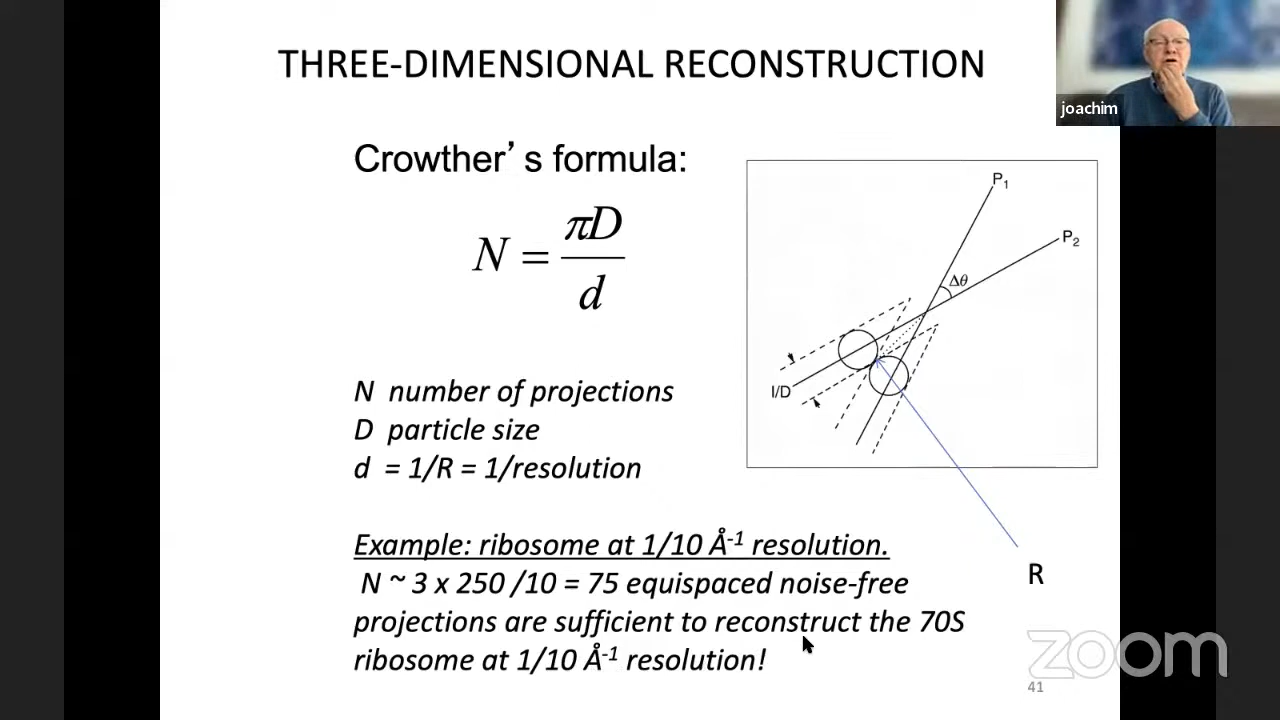 THREE-DIMENSIONAL RECONSTRUCTION
joachim
Crowther’s formula:
N = πD / d
P1
P2
Δθ
I/D
N number of projections
D particle size
d = 1/R = 1/resolution
Example: ribosome at 1/10 Å-1 resolution.
N ~ 3 x 250 /10 = 75 equispaced noise-free
projections are sufficient to reconstruct the 70S
ribosome at 1/10 Å-1 resolution!
R
zoom
41